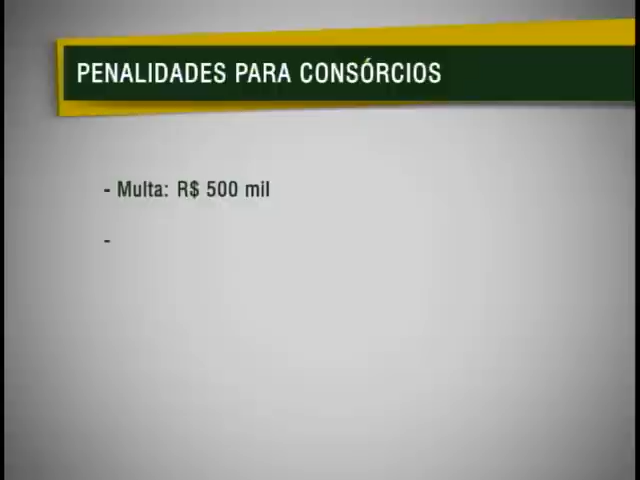 PENALIDADES PARA CONSÓRCIOS
- Multa: R$ 500 mil
-